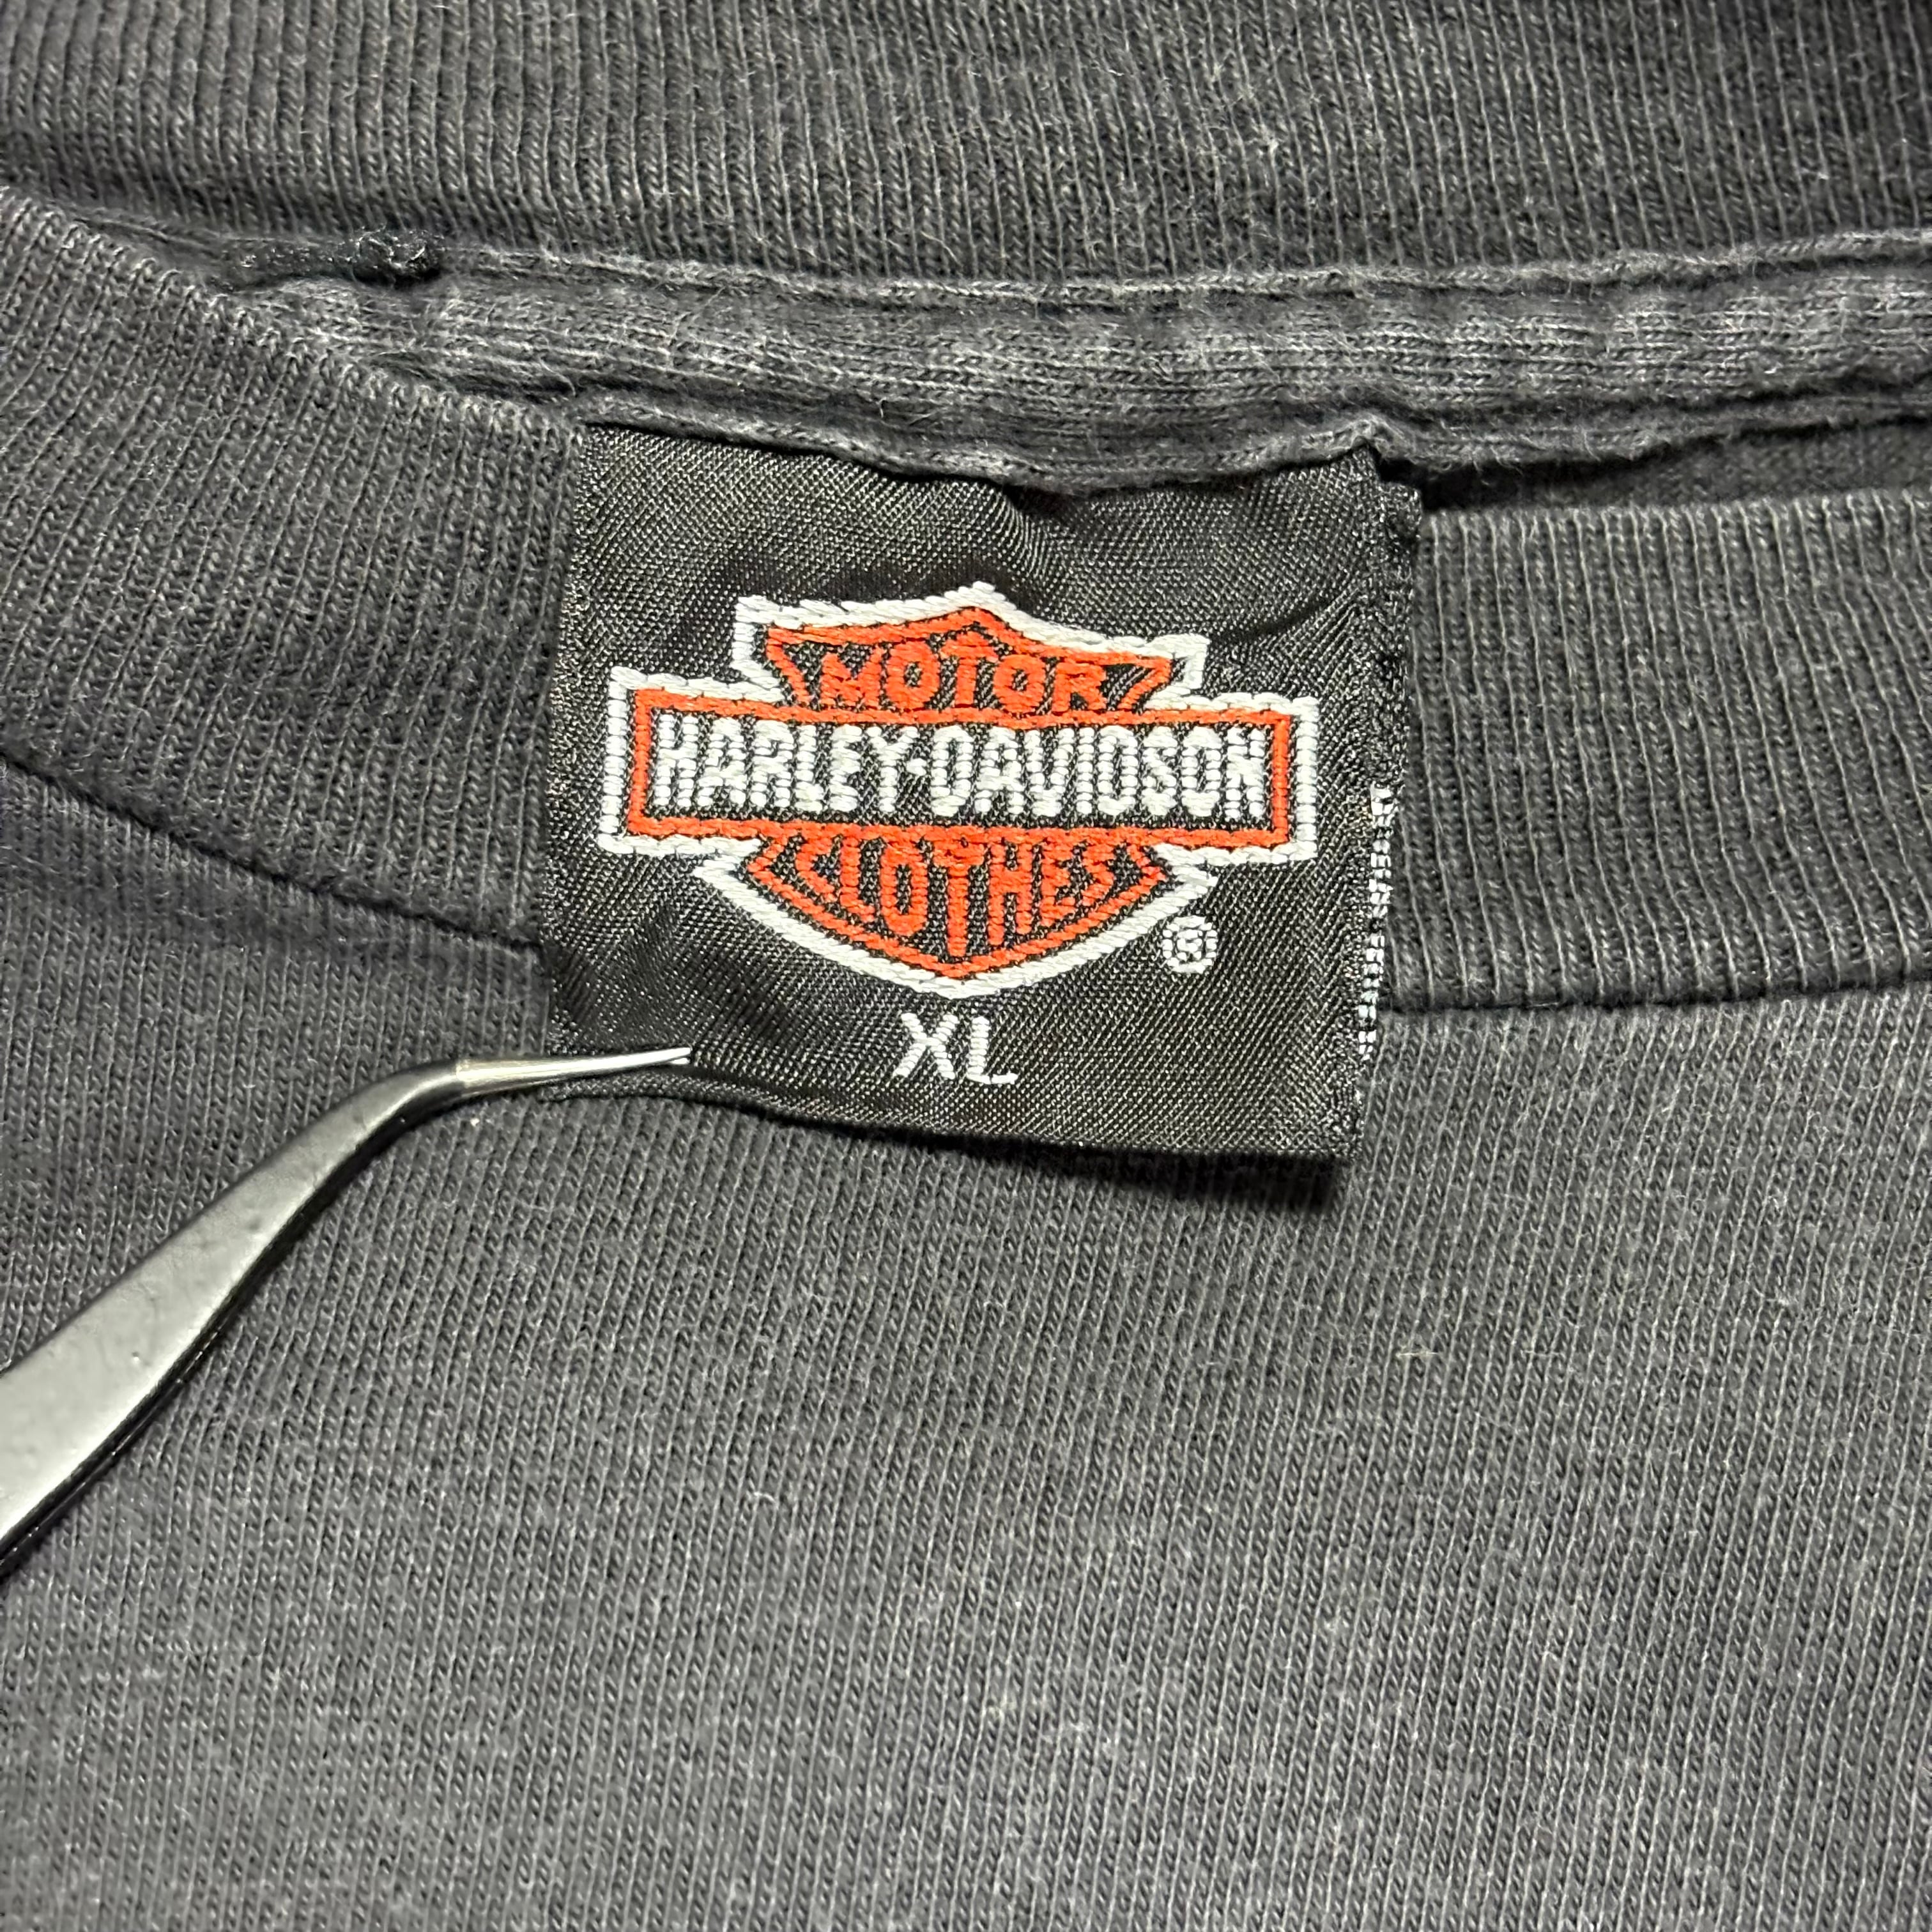 MOTOR
HARLEY-DAVIDSON
CLOTHES
®
XL